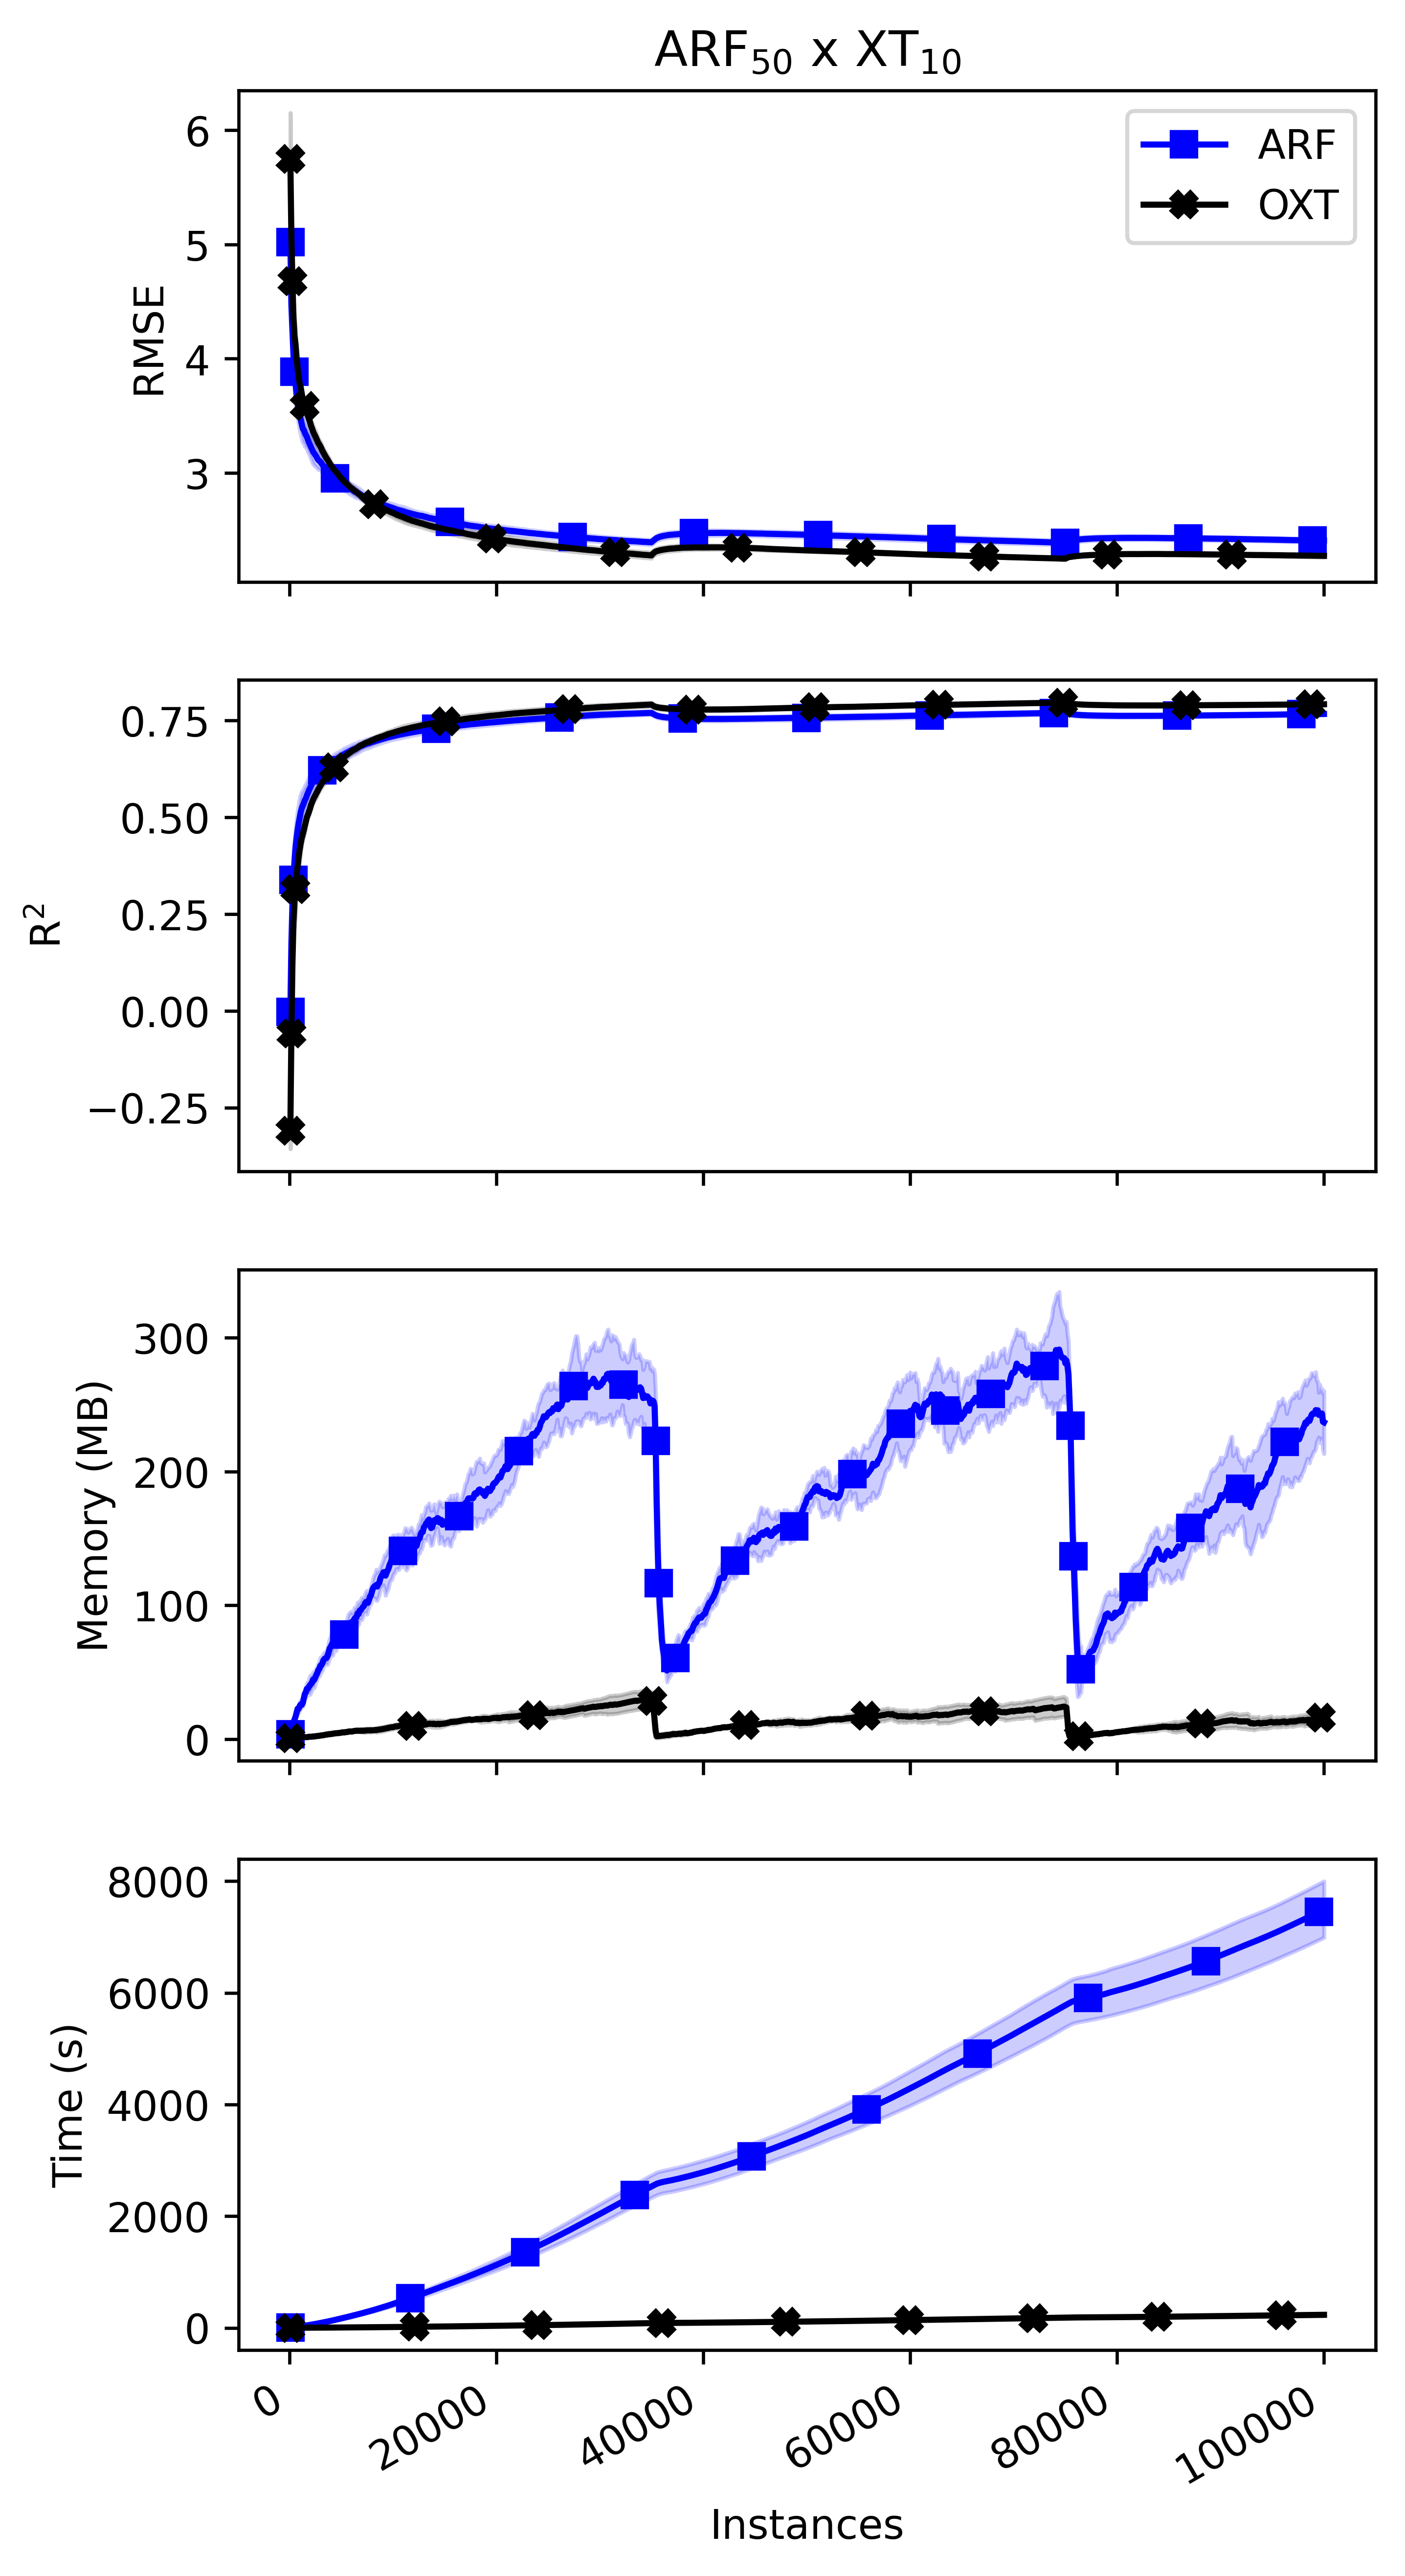 ARF₅₀ x XT₁₀
6
5
4
3
RMSE
ARF
OXT
0.75
0.50
0.25
0.00
−0.25
R²
300
200
100
0
Memory (MB)
8000
6000
4000
2000
0
Time (s)
0 20000 40000 60000 80000 100000
Instances